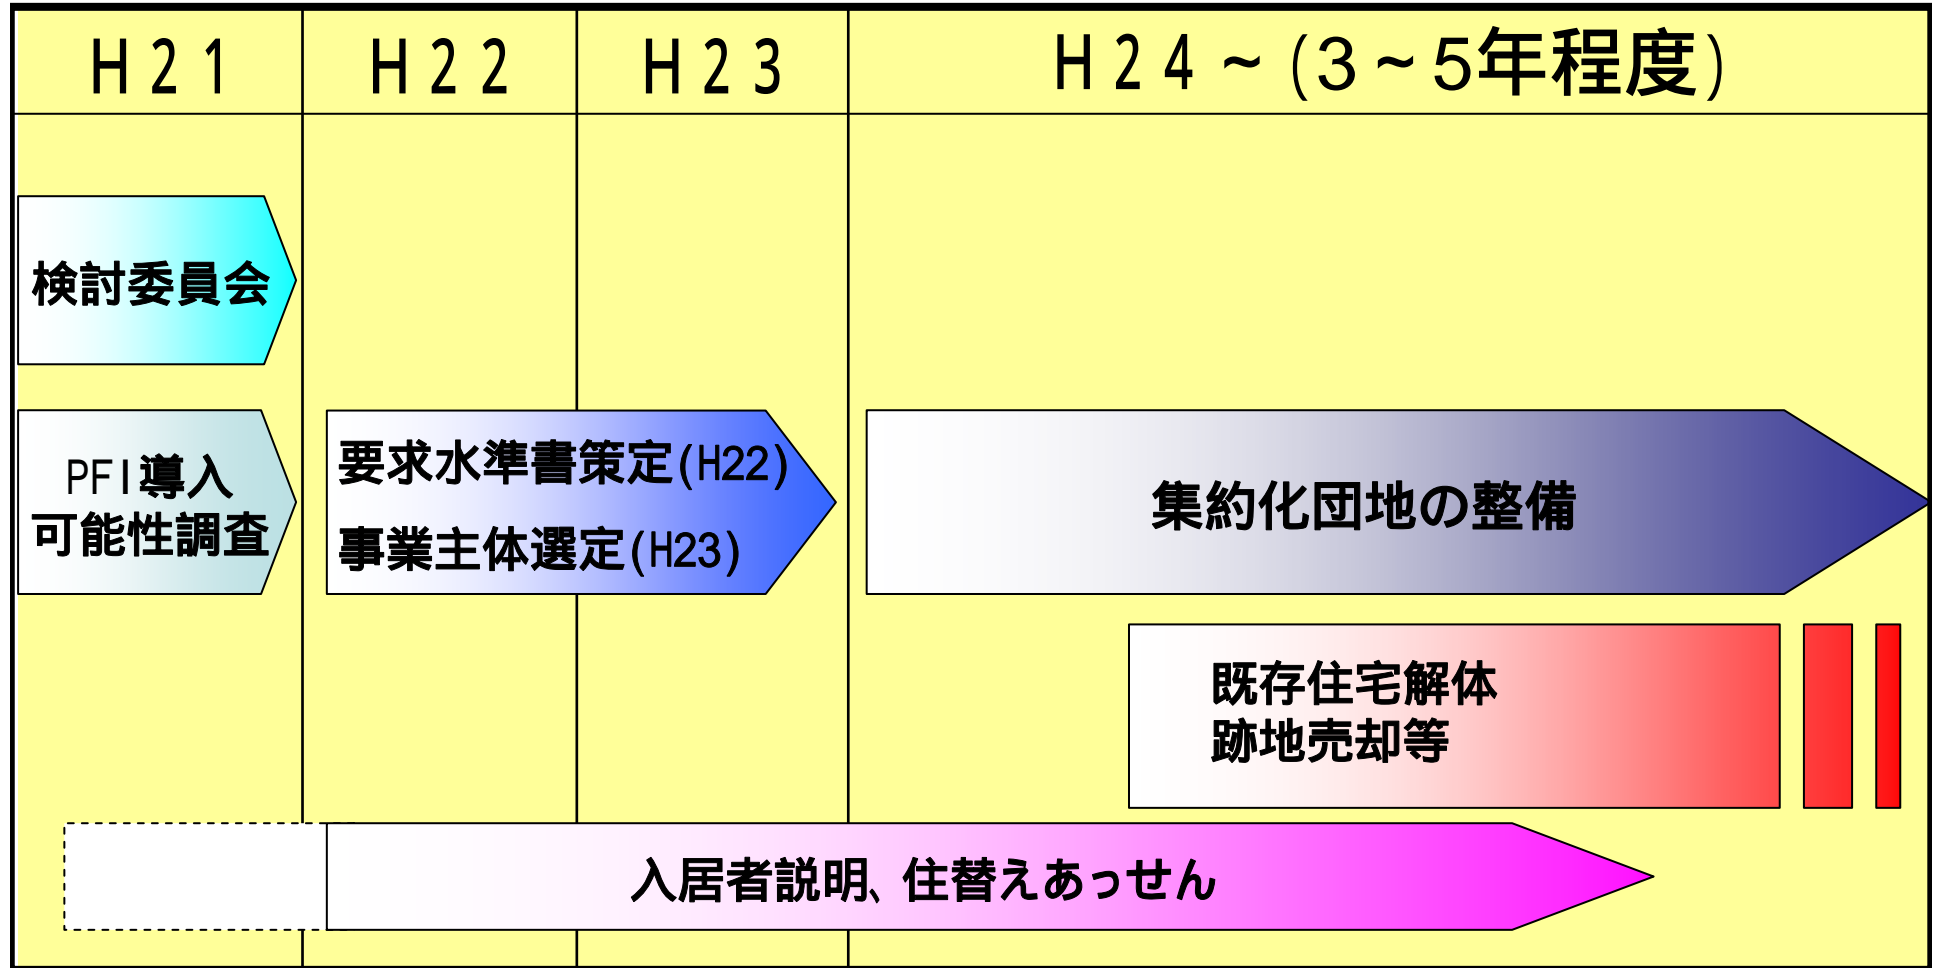 Ｈ２１
Ｈ２２
Ｈ２３
Ｈ２４～(３～５年程度)
検討委員会
PFI導入
可能性調査
要求水準書策定(H22)
事業主体選定(H23)
集約化団地の整備
既存住宅解体
跡地売却等
入居者説明、住替えあっせん